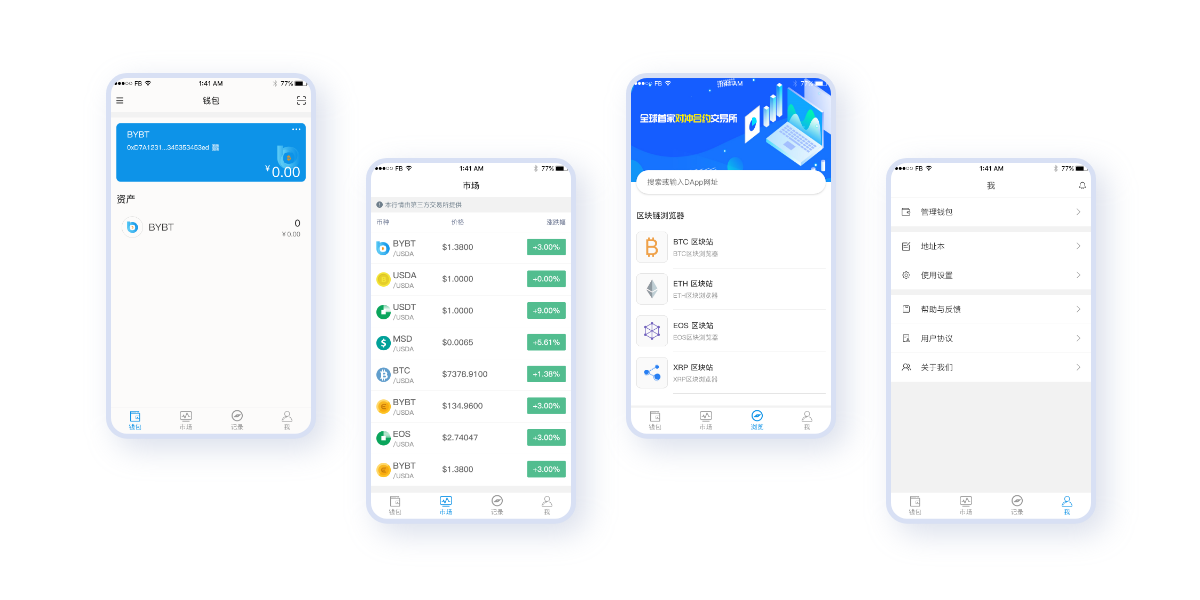 FB 1:41 AM 77%
钱包
BYBT
0xD7A1231...345353453ed
¥ 0.00
资产
BYBT 0
¥0.00
钱包 市场 记录 我
FB 1:41 AM 77%
市场
本行情由第三方交易所提供
币种 价格 涨跌幅
BYBT /USDA $1.3800 +3.00%
USDA /USDA $1.0000 +0.00%
USDT /USDA $1.0000 +9.00%
MSD /USDA $0.0065 +5.61%
BTC /USDA $7376.9100 +1.38%
BYBT /USDA $134.9600 +3.00%
EOS /USDA $2.74047 +3.00%
BYBT /USDA $1.3800 +3.00%
钱包 市场 记录 我
FB AM 77%
全球首家对冲合约交易所
搜索或输入DApp网址
区块链浏览器
BTC 区块站
BTC区块浏览器
ETH 区块站
ETH区块浏览器
EOS 区块站
EOS区块浏览器
XRP 区块站
XRP区块浏览器
钱包 市场 浏览 我
FB 1:41 AM 77%
我
管理钱包
地址本
使用设置
帮助与反馈
用户协议
关于我们
钱包 市场 记录 我